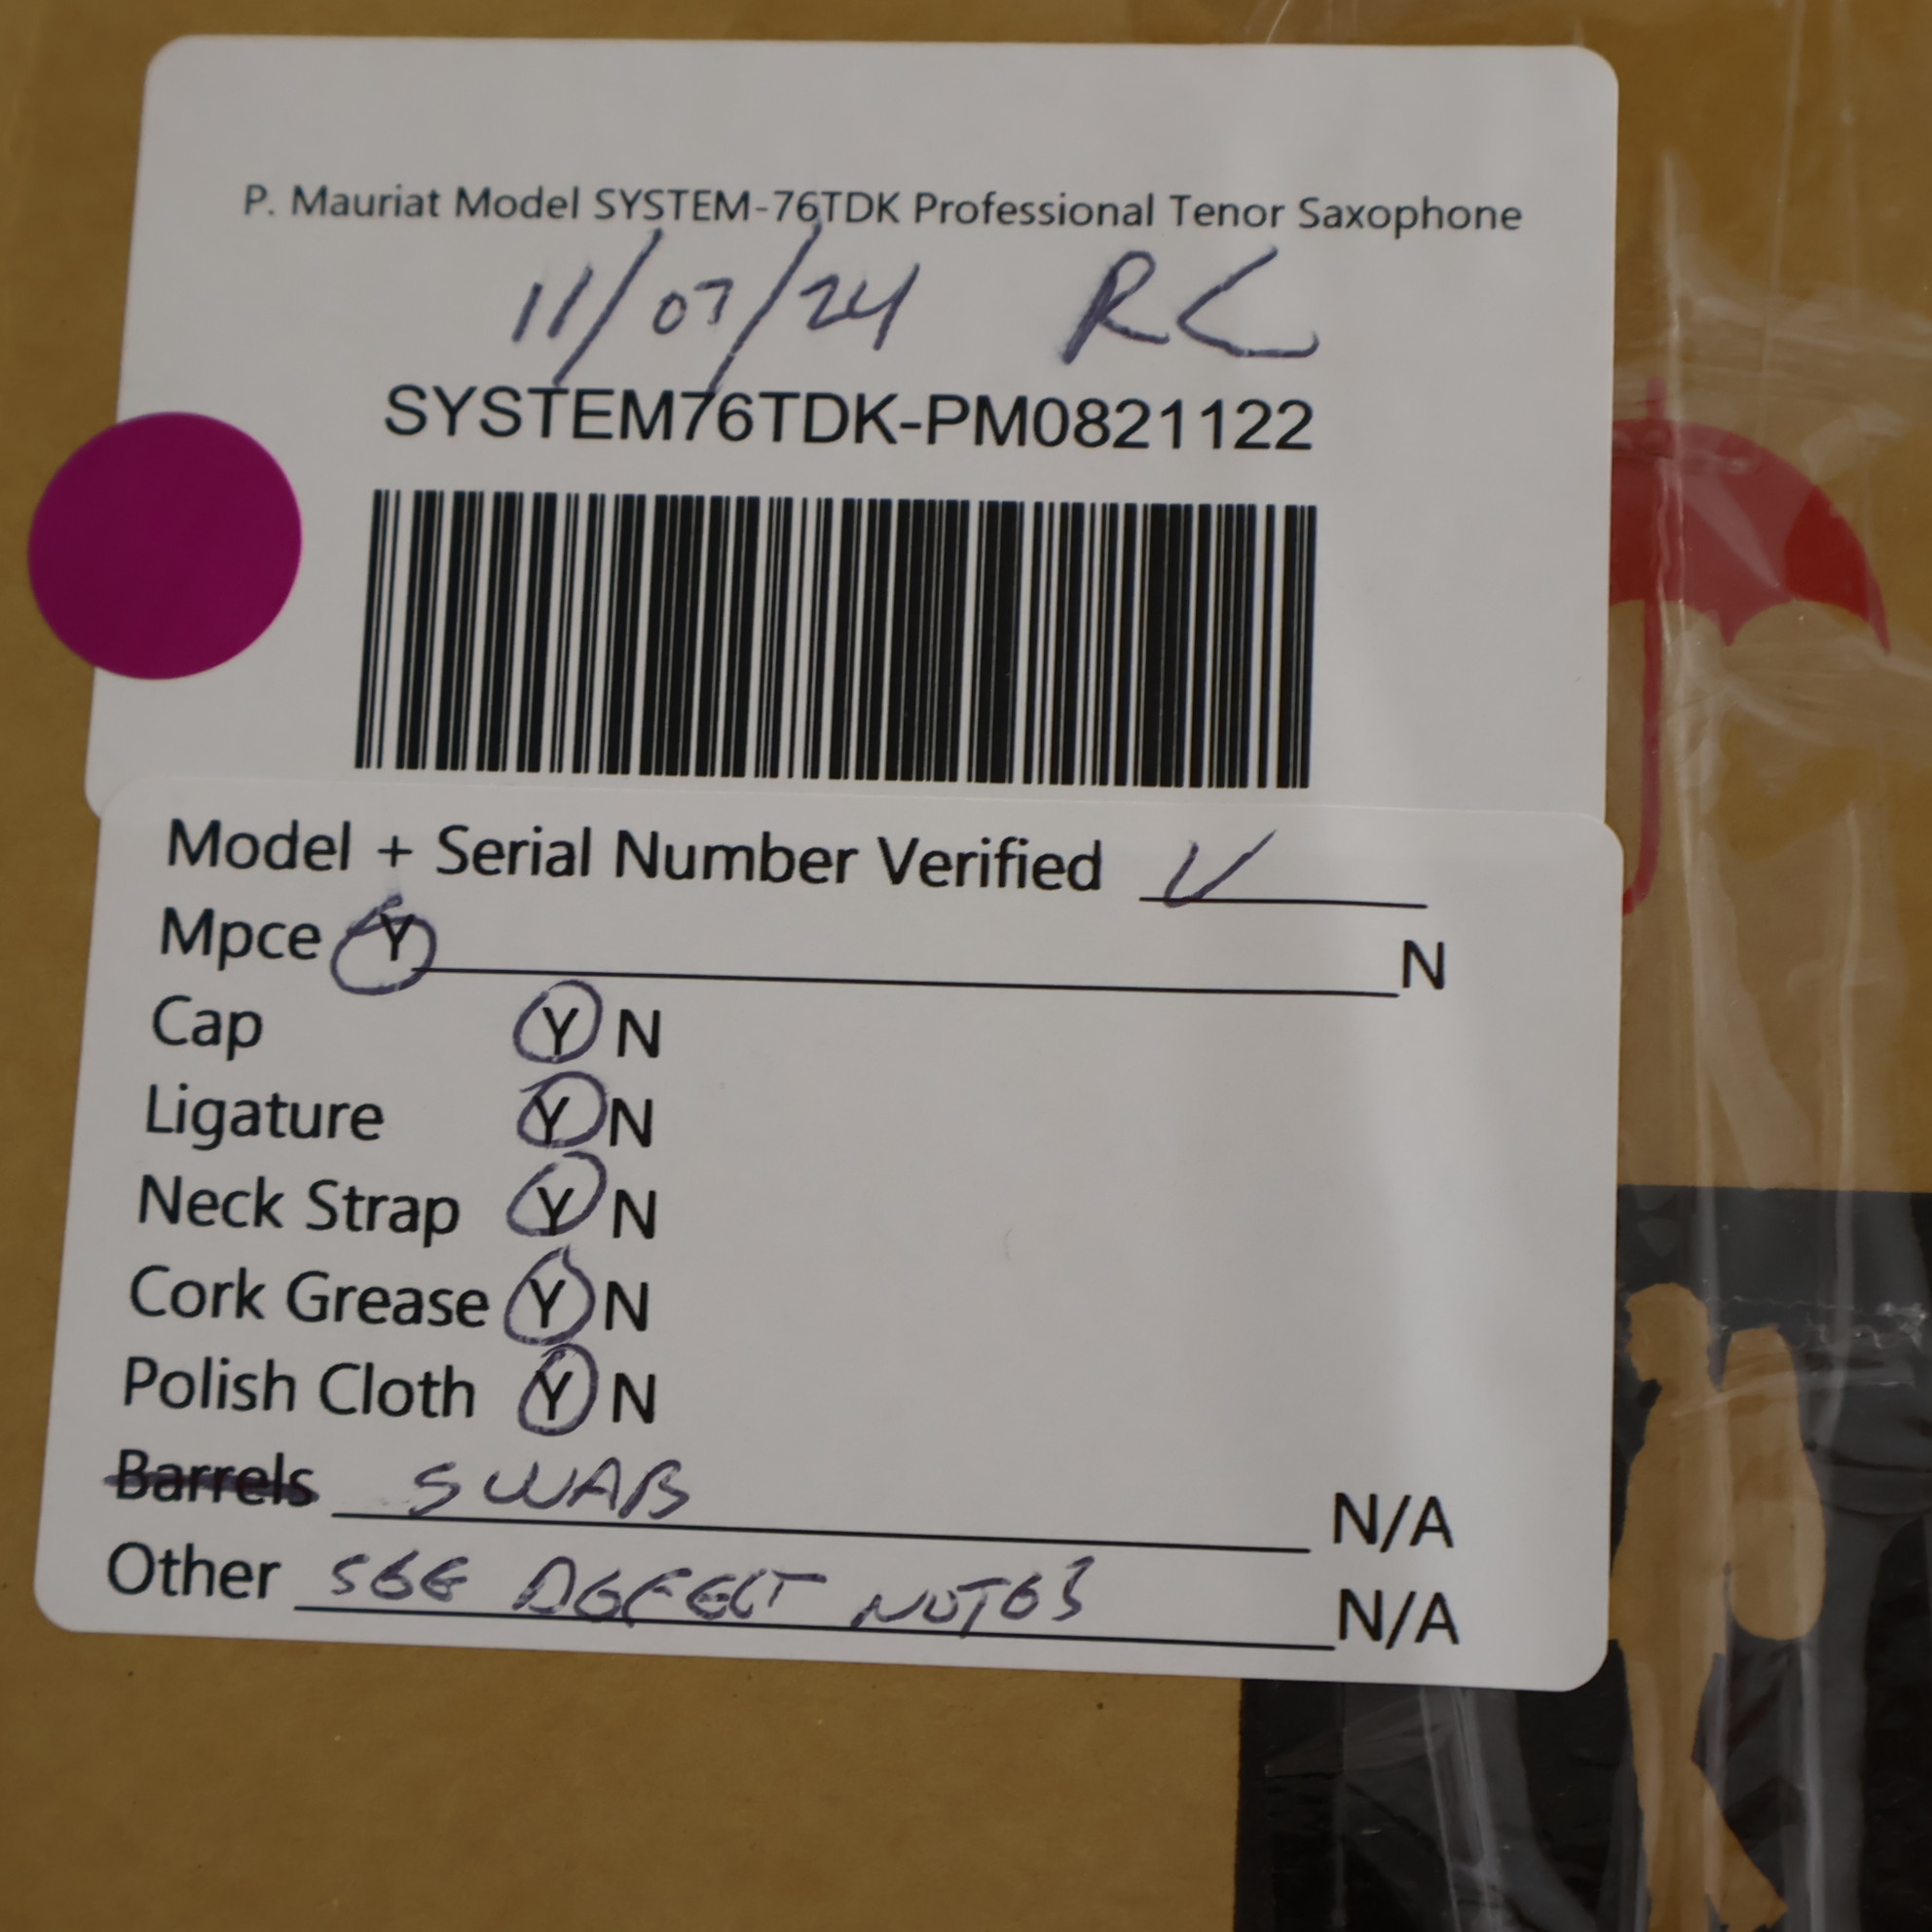 P. Mauriat Model SYSTEM-76TDK Professional Tenor Saxophone
11/07/24 RC
SYSTEM76TDK-PM0821122
Model + Serial Number Verified ✓
Mpce Y N
Cap Y N
Ligature Y N
Neck Strap Y N
Cork Grease Y N
Polish Cloth Y N
Barrels SWAB N/A
Other SEE DEFECT NOTES N/A